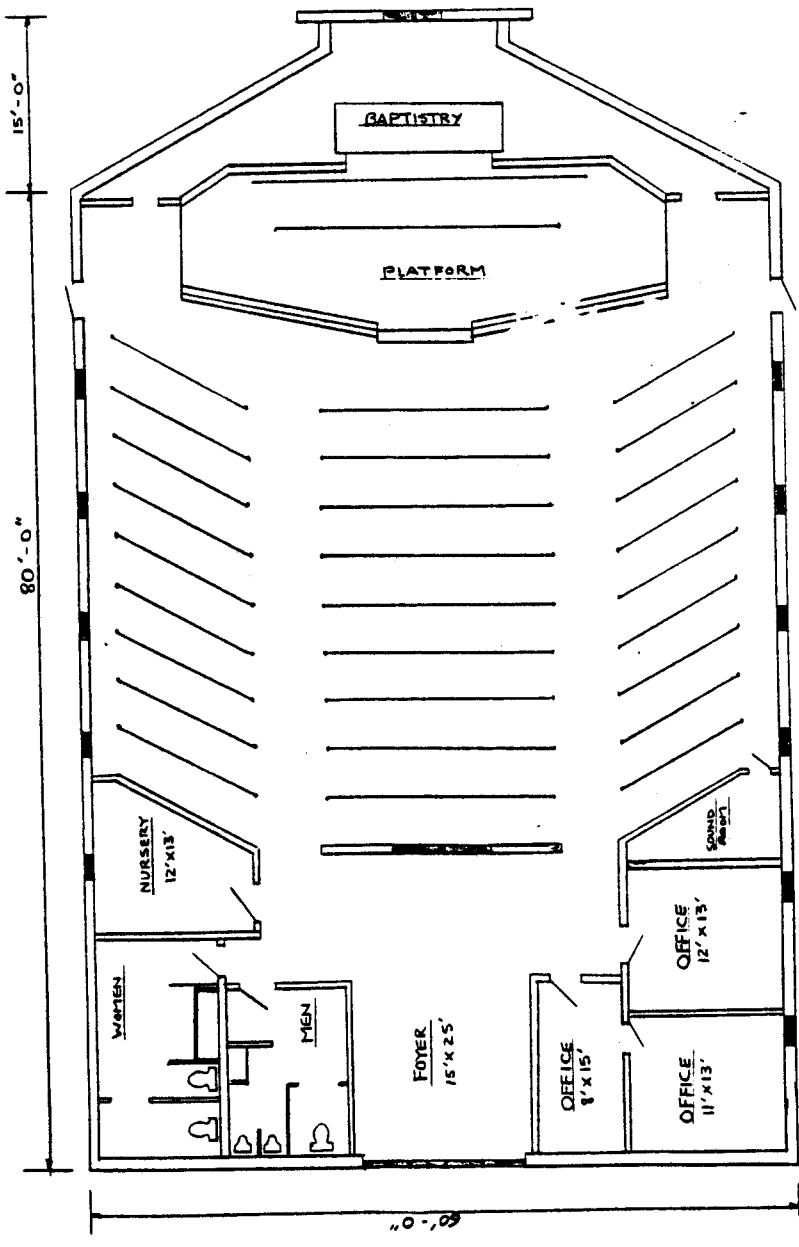 15'-0"
BAPTISTRY
PLATFORM
80'-0"
NURSERY
12'X13'
SOUND
ROOM
WOMEN
MEN
FOYER
15'X25'
OFFICE
8'X15'
OFFICE
12'X13'
OFFICE
11'X13'
60'-0"